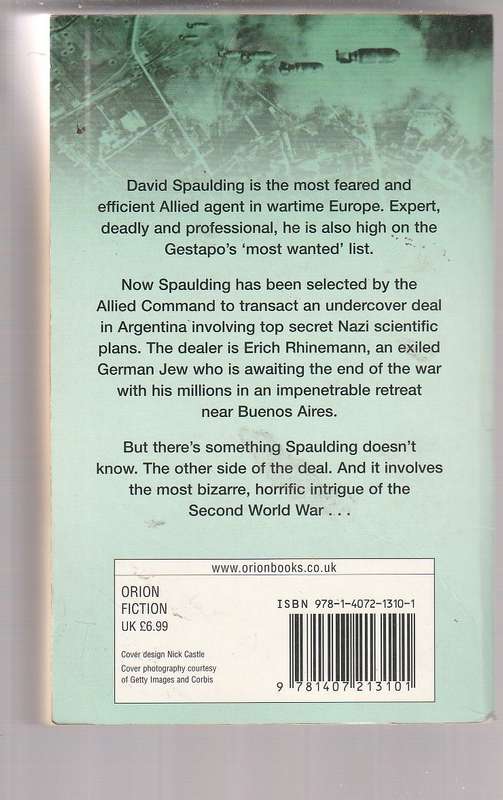 David Spaulding is the most feared and
efficient Allied agent in wartime Europe. Expert,
deadly and professional, he is also high on the
Gestapo's 'most wanted' list.
Now Spaulding has been selected by the
Allied Command to transact an undercover deal
in Argentina involving top secret Nazi scientific
plans. The dealer is Erich Rhinemann, an exiled
German Jew who is awaiting the end of the war
with his millions in an impenetrable retreat
near Buenos Aires.
But there's something Spaulding doesn't
know. The other side of the deal. And it involves
the most bizarre, horrific intrigue of the
Second World War . . .
www.orionbooks.co.uk
ORION
FICTION
UK £6.99
Cover design Nick Castle
Cover photography courtesy
of Getty Images and Corbis
ISBN 978-1-4072-1310-1
9 781407 213101